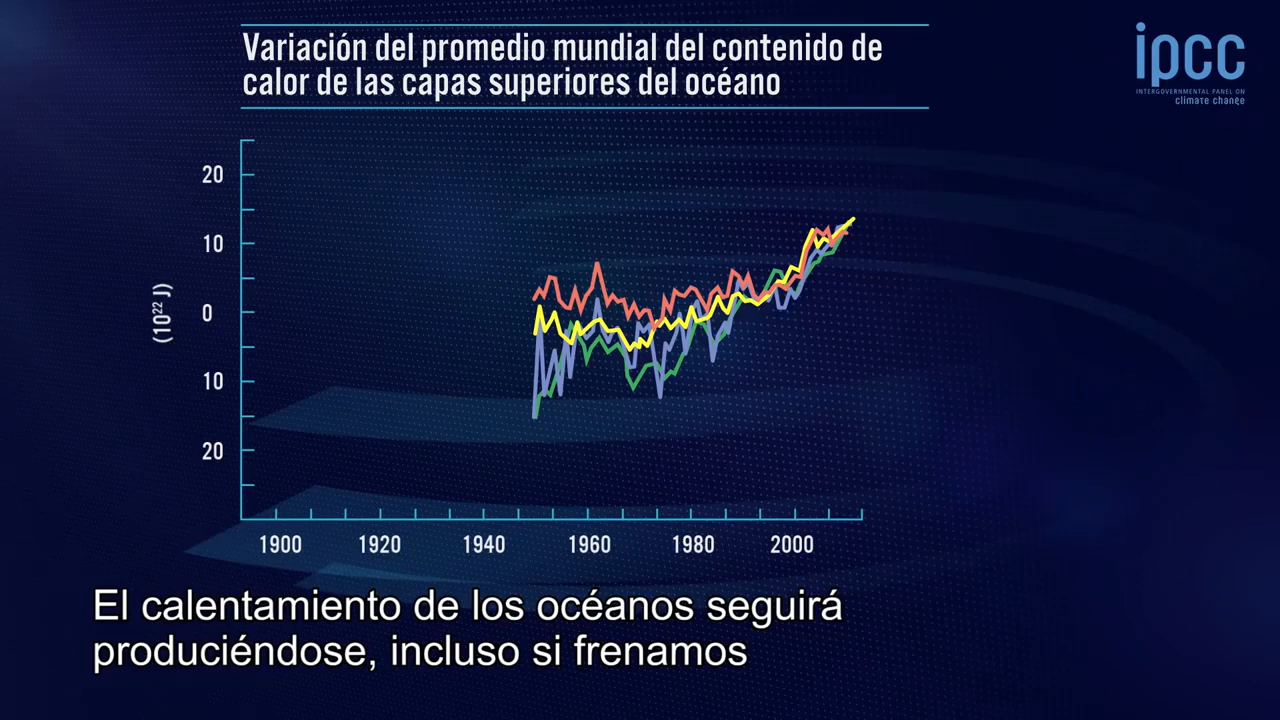 Variación del promedio mundial del contenido de
calor de las capas superiores del océano
ipcc
INTERGOVERNMENTAL PANEL ON
climate change
20
10
0
10
20
(10²² J)
1900 1920 1940 1960 1980 2000
El calentamiento de los océanos seguirá
produciéndose, incluso si frenamos